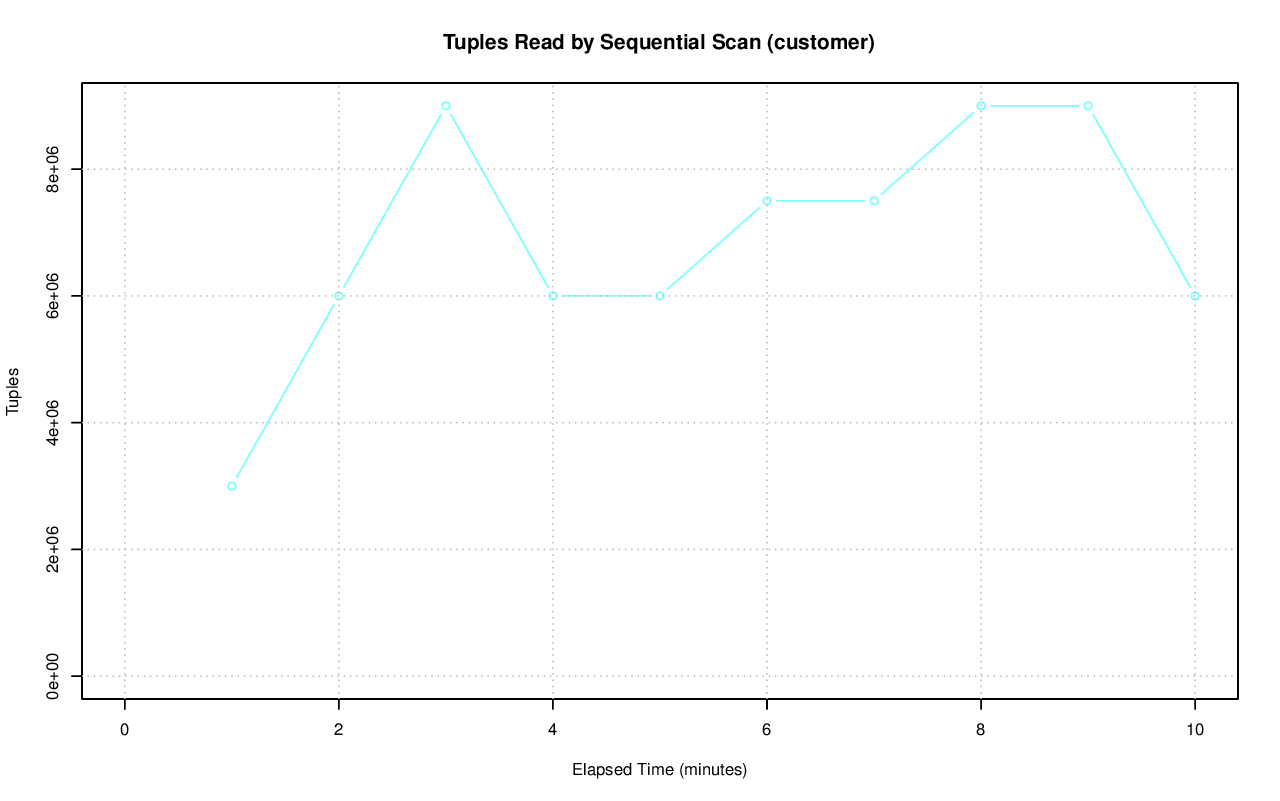 Tuples Read by Sequential Scan (customer)
Tuples
8e+06
6e+06
4e+06
2e+06
0e+00
0 2 4 6 8 10
Elapsed Time (minutes)